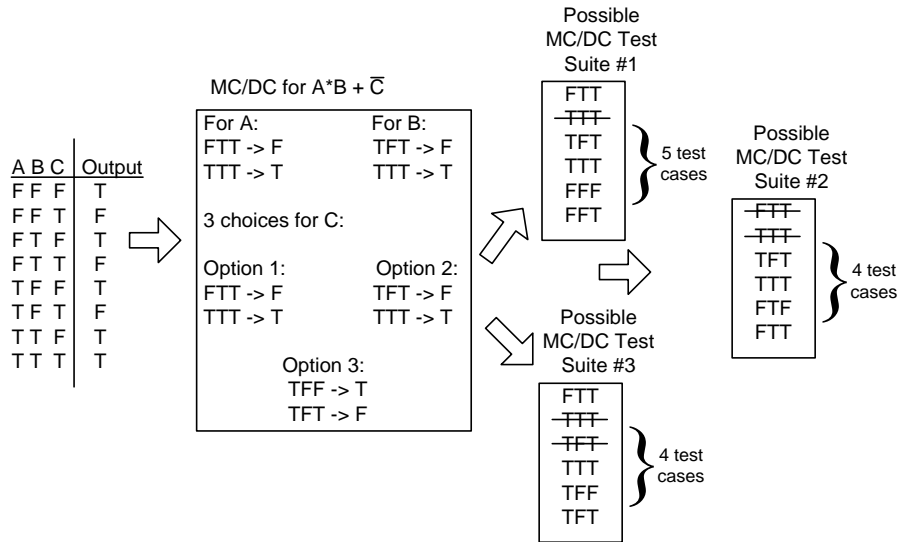 MC/DC for A*B + C̅
A B C Output
F F F T
F F T F
F T F T
F T T F
T F F T
T F T F
T T F T
T T T T
For A:
FTT -> F
TTT -> T
For B:
TFT -> F
TTT -> T
3 choices for C:
Option 1:
FTT -> F
TTT -> T
Option 2:
TFT -> F
TTT -> T
Option 3:
TFF -> T
TFT -> F
Possible
MC/DC Test
Suite #1
FTT
TTT
TFT
TTT
FFF
FFT
5 test
cases
Possible
MC/DC Test
Suite #2
FTT
TTT
TFT
TTT
FTF
FTT
4 test
cases
Possible
MC/DC Test
Suite #3
FTT
TTT
TFT
TTT
TFF
TFT
4 test
cases